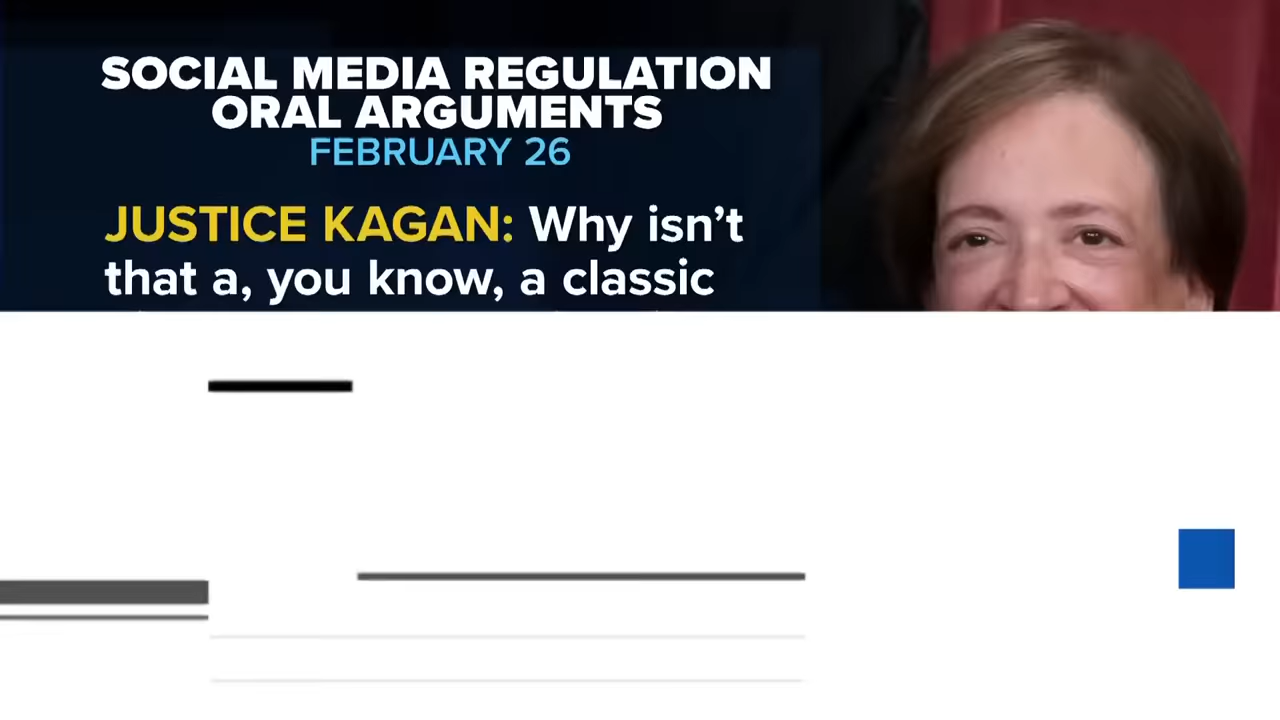 SOCIAL MEDIA REGULATION
ORAL ARGUMENTS
FEBRUARY 26
JUSTICE KAGAN: Why isn’t
that a, you know, a classic